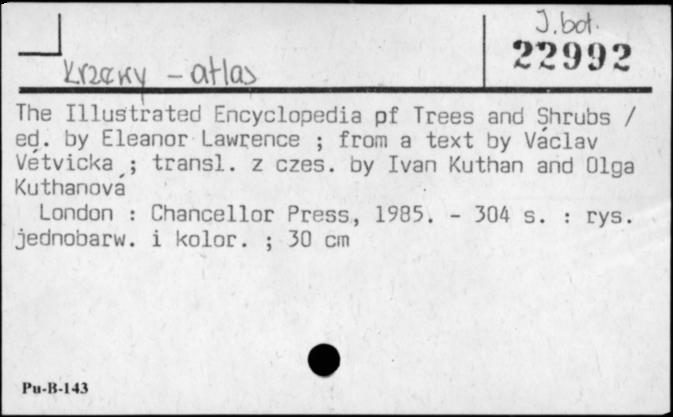 J.bot.
22992
Krzewy - atlas
The Illustrated Encyclopedia pf Trees and Shrubs /
ed. by Eleanor Lawrence ; from a text by Václav
Vétvicka ; transl. z czes. by Ivan Kuthan and Olga
Kuthanová
London : Chancellor Press, 1985. - 304 s. : rys.
jednobarw. i kolor. ; 30 cm
Pu-B-143